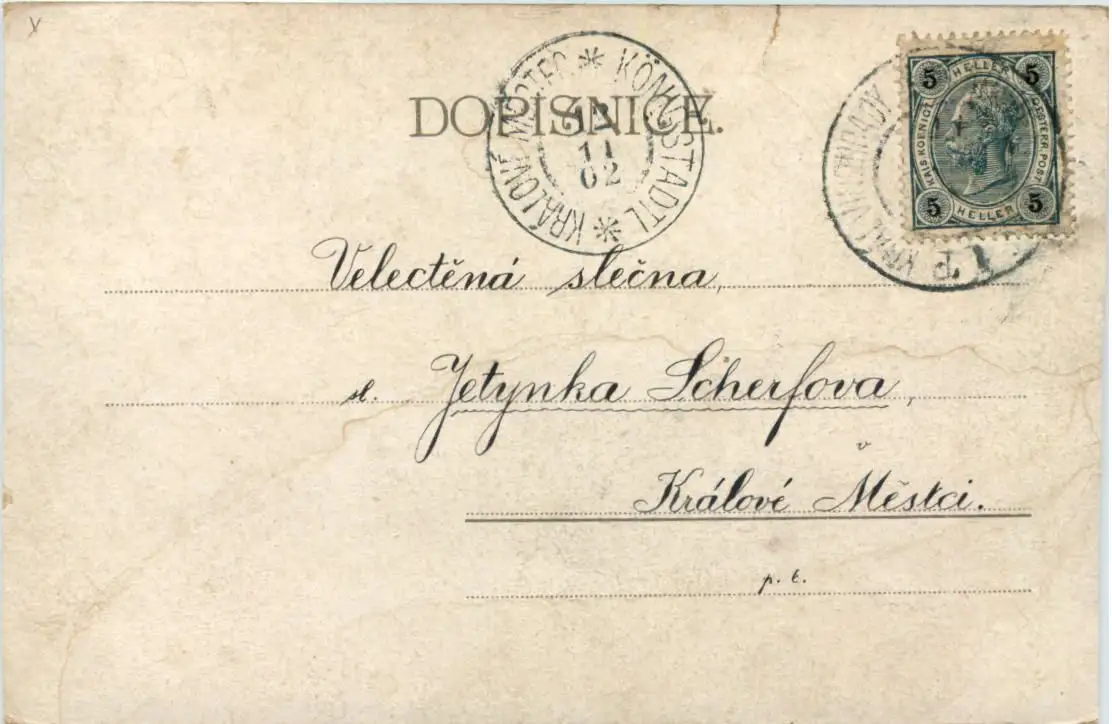 DOPISNICE.
KRÁLOVÉ MĚSTEC * KÖNIGSTADTL *
11
02
5 HELLER 5
KAIS. KOENIGL. OESTERR. POST
5 HELLER 5
Velectěná slečna,
sl. Jetynka Scherfova,
v
Králové Městci.
p. t.